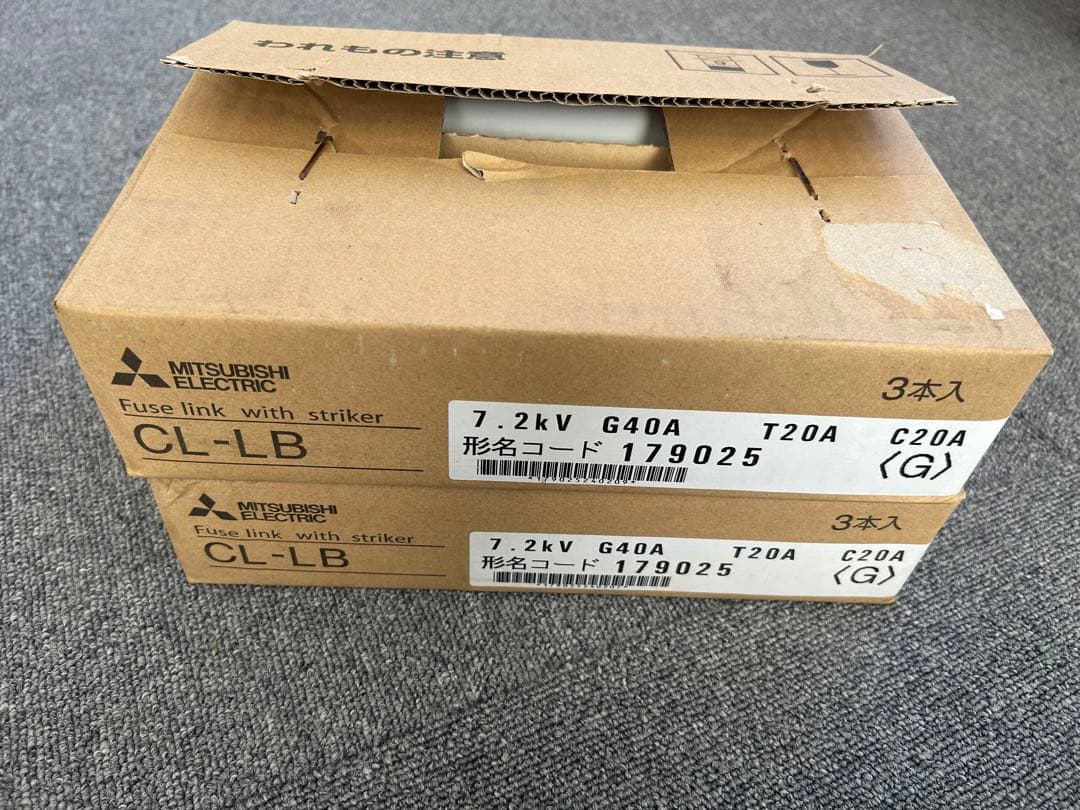 われもの注意
MITSUBISHI
ELECTRIC
3本入
Fuse link with striker
CL-LB
7.2kV G40A T20A C20A
形名コード 179025 〈G〉
*179025240209*
MITSUBISHI
ELECTRIC
3本入
Fuse link with striker
CL-LB
7.2kV G40A T20A C20A
形名コード 179025 〈G〉